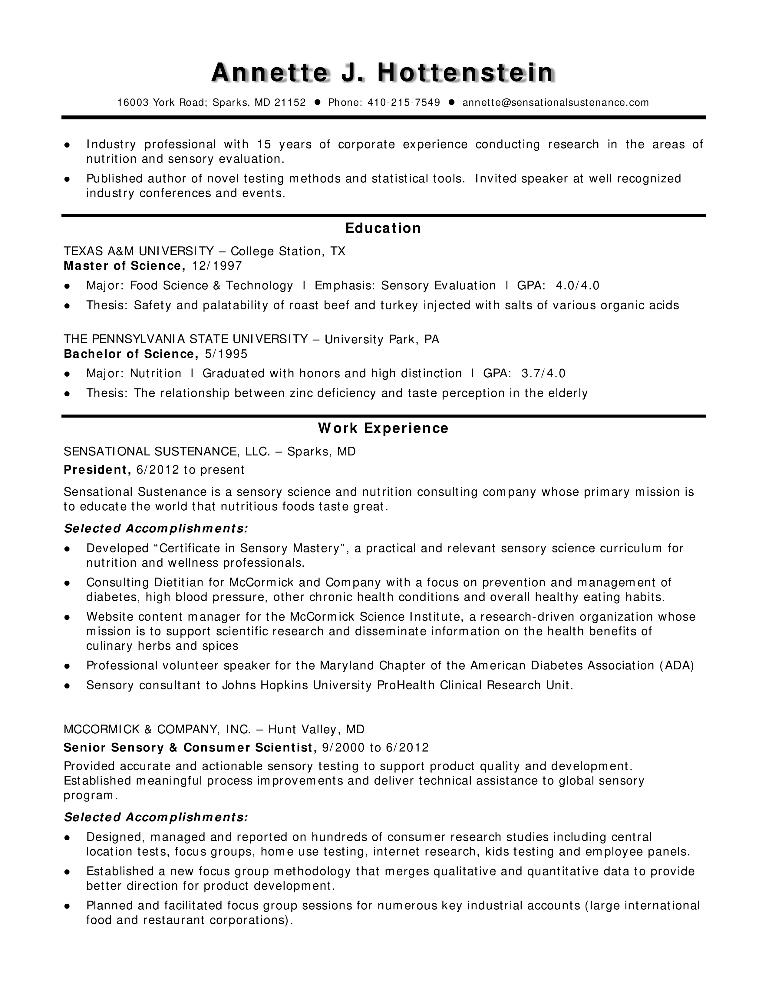 Annette J. Hottenstein
16003 York Road; Sparks, MD 21152 ● Phone: 410-215-7549 ● annette@sensationalsustenance.com
● Industry professional with 15 years of corporate experience conducting research in the areas of
nutrition and sensory evaluation.
● Published author of novel testing methods and statistical tools. Invited speaker at well recognized
industry conferences and events.
Education
TEXAS A&M UNIVERSITY – College Station, TX
Master of Science, 12/1997
● Major: Food Science & Technology I Emphasis: Sensory Evaluation I GPA: 4.0/4.0
● Thesis: Safety and palatability of roast beef and turkey injected with salts of various organic acids
THE PENNSYLVANIA STATE UNIVERSITY – University Park, PA
Bachelor of Science, 5/1995
● Major: Nutrition I Graduated with honors and high distinction I GPA: 3.7/4.0
● Thesis: The relationship between zinc deficiency and taste perception in the elderly
Work Experience
SENSATIONAL SUSTENANCE, LLC. – Sparks, MD
President, 6/2012 to present
Sensational Sustenance is a sensory science and nutrition consulting company whose primary mission is
to educate the world that nutritious foods taste great.
Selected Accomplishments:
● Developed “Certificate in Sensory Mastery”, a practical and relevant sensory science curriculum for
nutrition and wellness professionals.
● Consulting Dietitian for McCormick and Company with a focus on prevention and management of
diabetes, high blood pressure, other chronic health conditions and overall healthy eating habits.
● Website content manager for the McCormick Science Institute, a research-driven organization whose
mission is to support scientific research and disseminate information on the health benefits of
culinary herbs and spices
● Professional volunteer speaker for the Maryland Chapter of the American Diabetes Association (ADA)
● Sensory consultant to Johns Hopkins University ProHealth Clinical Research Unit.
MCCORMICK & COMPANY, INC. – Hunt Valley, MD
Senior Sensory & Consumer Scientist, 9/2000 to 6/2012
Provided accurate and actionable sensory testing to support product quality and development.
Established meaningful process improvements and deliver technical assistance to global sensory
program.
Selected Accomplishments:
● Designed, managed and reported on hundreds of consumer research studies including central
location tests, focus groups, home use testing, internet research, kids testing and employee panels.
● Established a new focus group methodology that merges qualitative and quantitative data to provide
better direction for product development.
● Planned and facilitated focus group sessions for numerous key industrial accounts (large international
food and restaurant corporations).